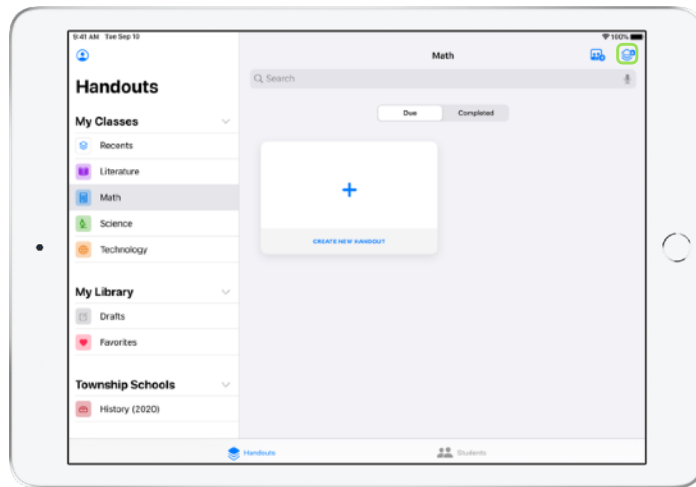 9:41 AM Tue Sep 10
100%
Handouts
My Classes
Recents
Literature
Math
Science
Technology
My Library
Drafts
Favorites
Township Schools
History (2020)
Math
Search
Due Completed
CREATE NEW HANDOUT
Handouts Students